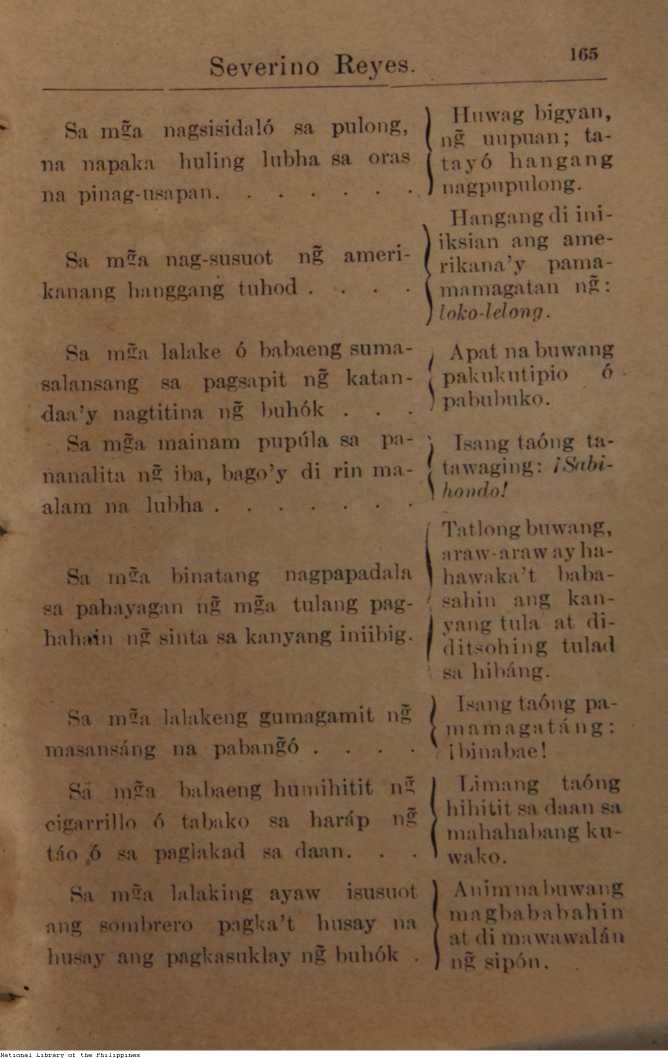 Severino Reyes.
165
Sa mg̃a nagsisidaló sa pulong,
na napaka huling lubha sa oras
na pinag-usapan. . . . . . .
Huwag bigyan,
ng̃ uupuan; ta-
tayó hangang
nagpupulong.
Sa mg̃a nag-susuot ng̃ ameri-
kanang hanggang tuhod . . . .
Hangang di ini-
iksian ang ame-
rikana'y pama-
mamagatan ng̃:
loko-lelong.
Sa mg̃a lalake ó babaeng suma-
salansang sa pagsapit ng̃ katan-
daa'y nagtitina ng̃ buhók . . .
Apat na buwang
pakukutipio ó
pabubuko.
Sa mg̃a mainam pupúla sa pa-
nanalita ng̃ iba, bago'y di rin ma-
alam na lubha . . . . . . .
Isang taóng ta-
tawaging: ¡Sabi-
hondo!
Sa mg̃a binatang nagpapadala
sa pahayagan ng̃ mg̃a tulang pag-
hahain ng̃ sinta sa kanyang iniibig.
Tatlong buwang,
araw-araw ay ha-
hawaka't baba-
sahin ang kan-
yang tula at di-
ditsohing tulad
sa hibáng.
Sa mg̃a lalakeng gumagamit ng̃
masansáng na pabang̃ó . . . .
Isang taóng pa-
mamagatáng:
¡binabae!
Sa mg̃a babaeng humihitit ng̃
cigarrillo ó tabako sa haráp ng̃
táo ó sa paglakad sa daan. . .
Limang taóng
hihitit sa daan sa
mahahabang ku-
wako.
Sa mg̃a lalaking ayaw isusuot
ang sombrero pagka't husay na
husay ang pagkasuklay ng̃ buhók .
Anim na buwang
magbababahin
at di mawawalán
ng̃ sipón.
National Library of the Philippines